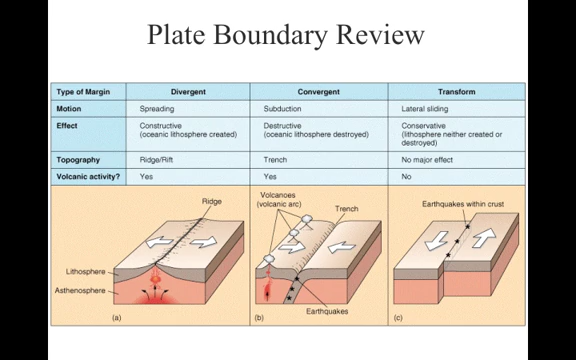 Plate Boundary Review
Type of Margin Divergent Convergent Transform
Motion Spreading Subduction Lateral sliding
Effect Constructive Destructive Conservative
(oceanic lithosphere created) (oceanic lithosphere destroyed) (lithosphere neither created or
destroyed)
Topography Ridge/Rift Trench No major effect
Volcanic activity? Yes Yes No
Ridge
Volcanoes
(volcanic arc)
Trench
Earthquakes within crust
Lithosphere
Asthenosphere
Earthquakes
(a) (b) (c)